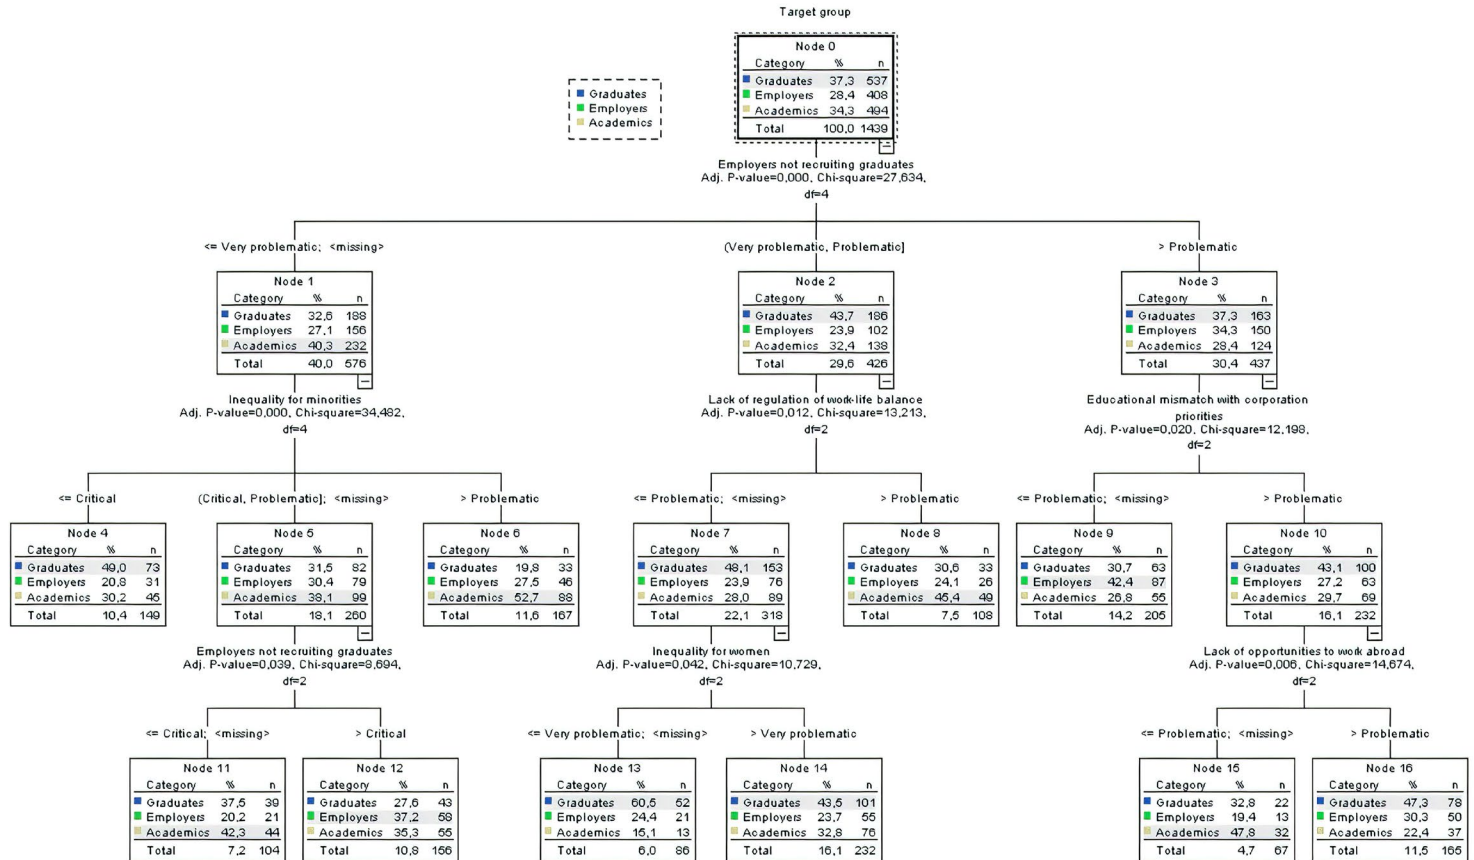 Target group
Graduates
Employers
Academics
Node 0
Category % n
Graduates 37,3 537
Employers 28,4 408
Academics 34,3 494
Total 100,0 1439
Employers not recruiting graduates
Adj. P-value=0,000, Chi-square=27,634,
df=4
<= Very problematic; <missing>
(Very problematic, Problematic]
> Problematic
Node 1
Category % n
Graduates 32,6 188
Employers 27,1 156
Academics 40,3 232
Total 40,0 576
Node 2
Category % n
Graduates 43,7 186
Employers 23,9 102
Academics 32,4 138
Total 29,6 426
Node 3
Category % n
Graduates 37,3 163
Employers 34,3 150
Academics 28,4 124
Total 30,4 437
Inequality for minorities
Adj. P-value=0,000, Chi-square=34,482,
df=4
Lack of regulation of work-life balance
Adj. P-value=0,012, Chi-square=13,213,
df=2
Educational mismatch with corporation
priorities
Adj. P-value=0,020, Chi-square=12,198,
df=2
<= Critical
(Critical, Problematic]; <missing>
> Problematic
<= Problematic; <missing>
> Problematic
<= Problematic; <missing>
> Problematic
Node 4
Category % n
Graduates 49,0 73
Employers 20,8 31
Academics 30,2 45
Total 10,4 149
Node 5
Category % n
Graduates 31,5 82
Employers 30,4 79
Academics 38,1 99
Total 18,1 260
Node 6
Category % n
Graduates 19,8 33
Employers 27,5 46
Academics 52,7 88
Total 11,6 167
Node 7
Category % n
Graduates 48,1 153
Employers 23,9 76
Academics 28,0 89
Total 22,1 318
Node 8
Category % n
Graduates 30,6 33
Employers 24,1 26
Academics 45,4 49
Total 7,5 108
Node 9
Category % n
Graduates 30,7 63
Employers 42,4 87
Academics 26,8 55
Total 14,2 205
Node 10
Category % n
Graduates 43,1 100
Employers 27,2 63
Academics 29,7 69
Total 16,1 232
Employers not recruiting graduates
Adj. P-value=0,039, Chi-square=8,694,
df=2
Inequality for women
Adj. P-value=0,042, Chi-square=10,729,
df=2
Lack of opportunities to work abroad
Adj. P-value=0,006, Chi-square=14,674,
df=2
<= Critical; <missing>
> Critical
<= Very problematic; <missing>
> Very problematic
<= Problematic; <missing>
> Problematic
Node 11
Category % n
Graduates 37,5 39
Employers 20,2 21
Academics 42,3 44
Total 7,2 104
Node 12
Category % n
Graduates 27,6 43
Employers 37,2 58
Academics 35,3 55
Total 10,8 156
Node 13
Category % n
Graduates 60,5 52
Employers 24,4 21
Academics 15,1 13
Total 6,0 86
Node 14
Category % n
Graduates 43,5 101
Employers 23,7 55
Academics 32,8 76
Total 16,1 232
Node 15
Category % n
Graduates 32,8 22
Employers 19,4 13
Academics 47,8 32
Total 4,7 67
Node 16
Category % n
Graduates 47,3 78
Employers 30,3 50
Academics 22,4 37
Total 11,5 165